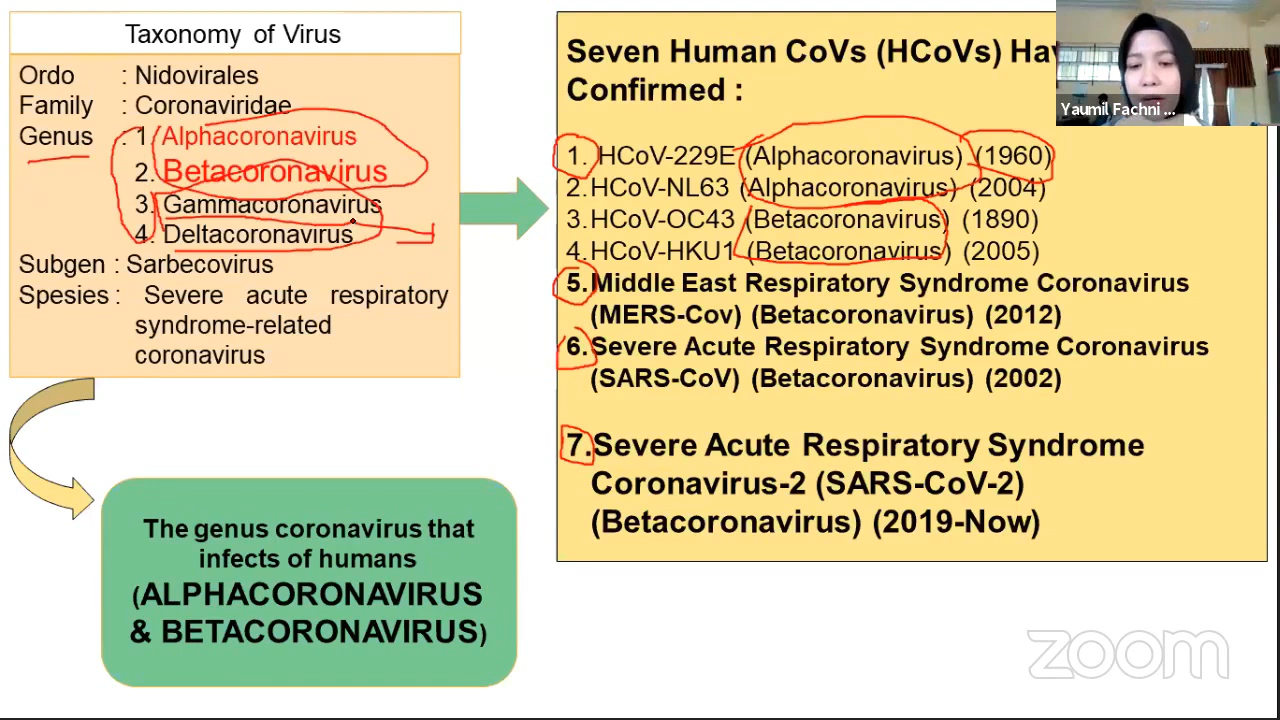 Taxonomy of Virus
Ordo : Nidovirales
Family : Coronaviridae
Genus : 1. Alphacoronavirus
2. Betacoronavirus
3. Gammacoronavirus
4. Deltacoronavirus
Subgen : Sarbecovirus
Spesies : Severe acute respiratory
syndrome-related
coronavirus
The genus coronavirus that
infects of humans
(ALPHACORONAVIRUS
& BETACORONAVIRUS)
Seven Human CoVs (HCoVs)
Confirmed :
1. HCoV-229E (Alphacoronavirus) (1960)
2. HCoV-NL63 (Alphacoronavirus) (2004)
3. HCoV-OC43 (Betacoronavirus) (1890)
4. HCoV-HKU1 (Betacoronavirus) (2005)
5. Middle East Respiratory Syndrome Coronavirus
(MERS-Cov) (Betacoronavirus) (2012)
6. Severe Acute Respiratory Syndrome Coronavirus
(SARS-CoV) (Betacoronavirus) (2002)
7. Severe Acute Respiratory Syndrome
Coronavirus-2 (SARS-CoV-2)
(Betacoronavirus) (2019-Now)
Yaumil Fachni ...
zoom